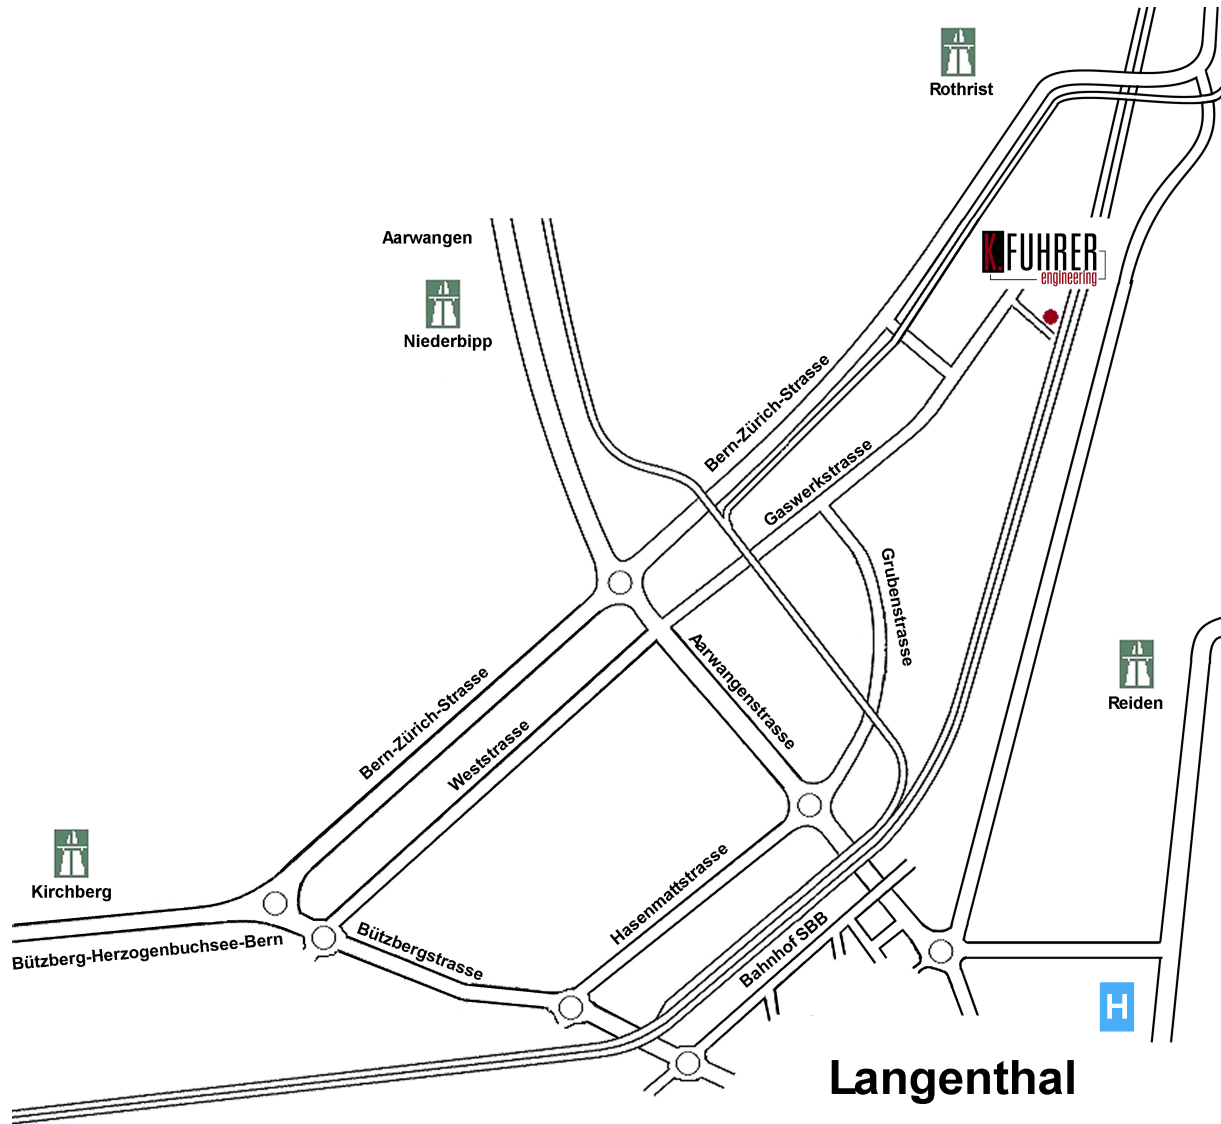 Rothrist
Aarwangen
K.FUHRER
engineering
Niederbipp
Bern-Zürich-Strasse
Gaswerkstrasse
Grubenstrasse
Aarwangenstrasse
Reiden
Bern-Zürich-Strasse
Weststrasse
Kirchberg
Hasenmattstrasse
Bützberg-Herzogenbuchsee-Bern
Bützbergstrasse
Bahnhof SBB
H
Langenthal